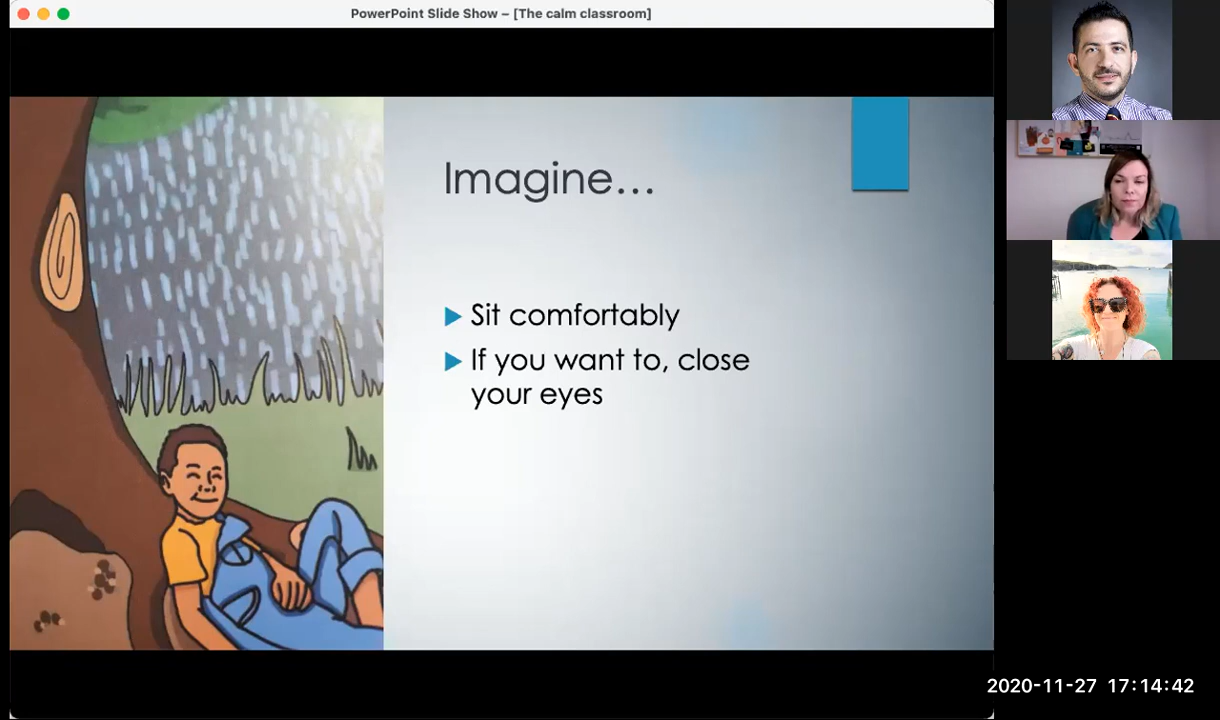 PowerPoint Slide Show – [The calm classroom]
Imagine…
Sit comfortably
If you want to, close
your eyes
2020-11-27 17:14:42